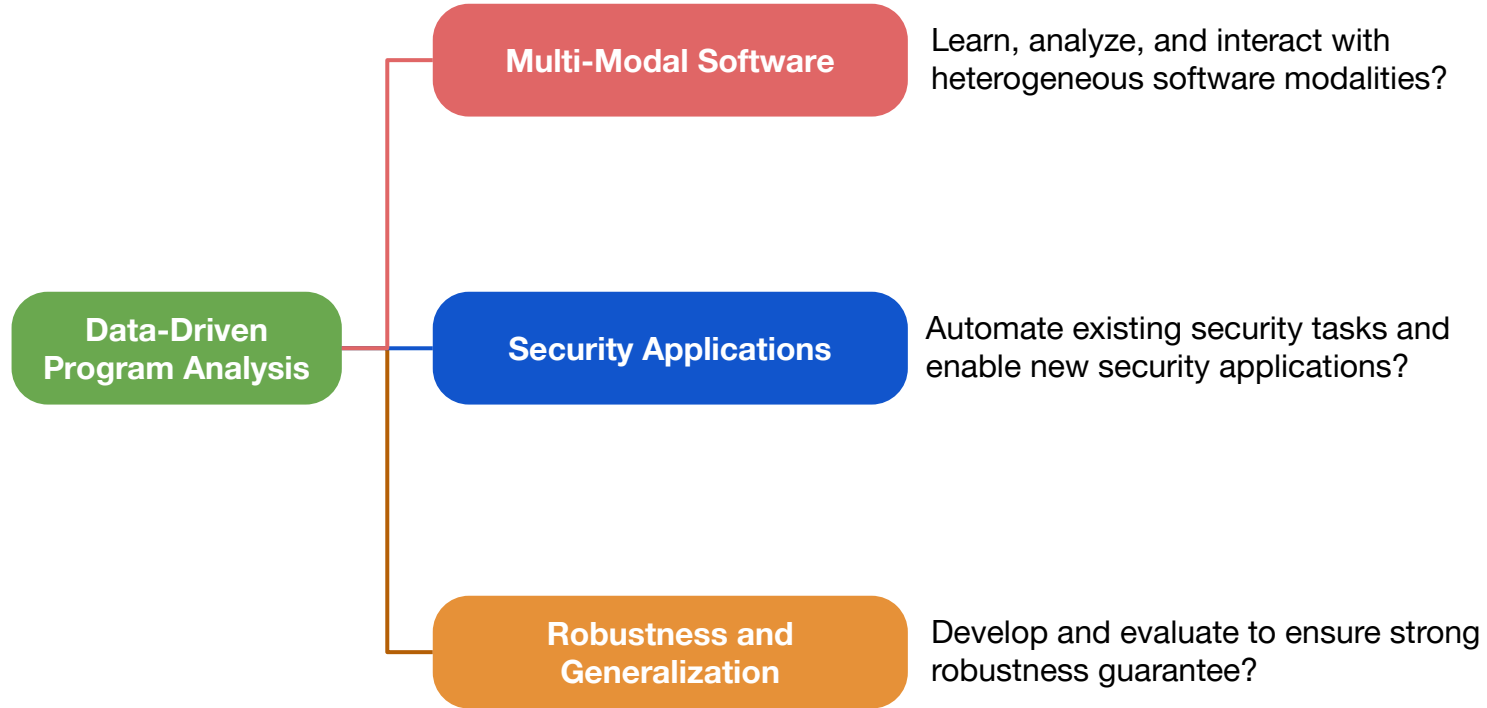 Multi-Modal Software
Learn, analyze, and interact with
heterogeneous software modalities?
Data-Driven
Program Analysis
Security Applications
Automate existing security tasks and
enable new security applications?
Robustness and
Generalization
Develop and evaluate to ensure strong
robustness guarantee?